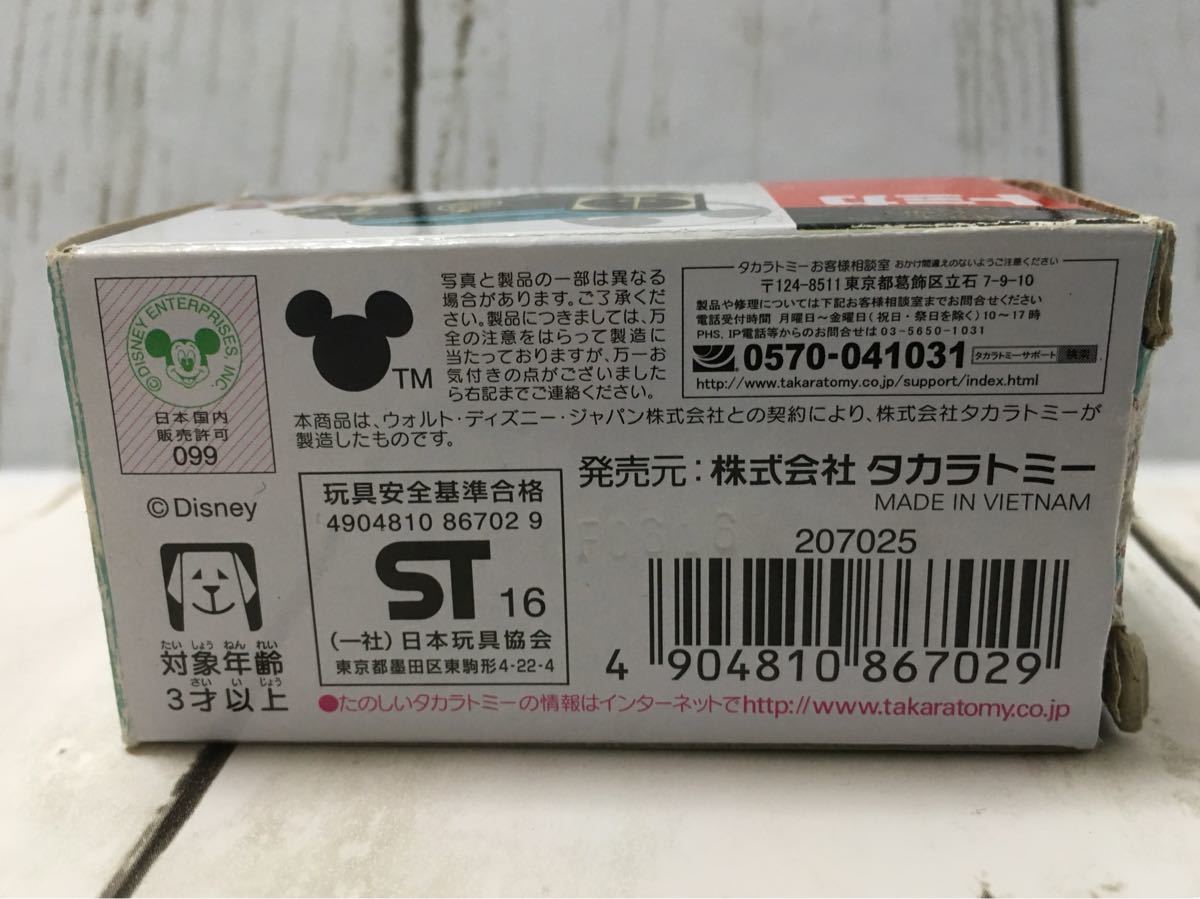 トミカ
© DISNEY ENTERPRISES, INC.
日本国内
販売許可
099
©Disney
TM
写真と製品の一部は異なる
場合があります。ご了承くだ
さい。製品につきましては、万
全の注意をはらって製造に
当たっておりますが、万一お
気付きの点がございました
ら右記までご連絡ください。
タカラトミーお客様相談室 おかけ間違えのないようご注意ください
〒124-8511 東京都葛飾区立石 7-9-10
製品や修理については下記お客様相談室までお問合せください
電話受付時間 月曜日~金曜日(祝日・祭日を除く)10~17時
PHS、IP電話等からのお問合せは 03-5650-1031
0570-041031 タカラトミーサポート 検索
http://www.takaratomy.co.jp/support/index.html
本商品は、ウォルト・ディズニー・ジャパン株式会社との契約により、株式会社タカラトミーが
製造したものです。
発売元:株式会社 タカラトミー
MADE IN VIETNAM
玩具安全基準合格
4904810 86702 9
ST 16
(一社)日本玩具協会
東京都墨田区東駒形4-22-4
たい しょう ねん れい
対象年齢
さい い じょう
3才以上
207025
4 904810 867029
●たのしいタカラトミーの情報はインターネットでhttp://www.takaratomy.co.jp